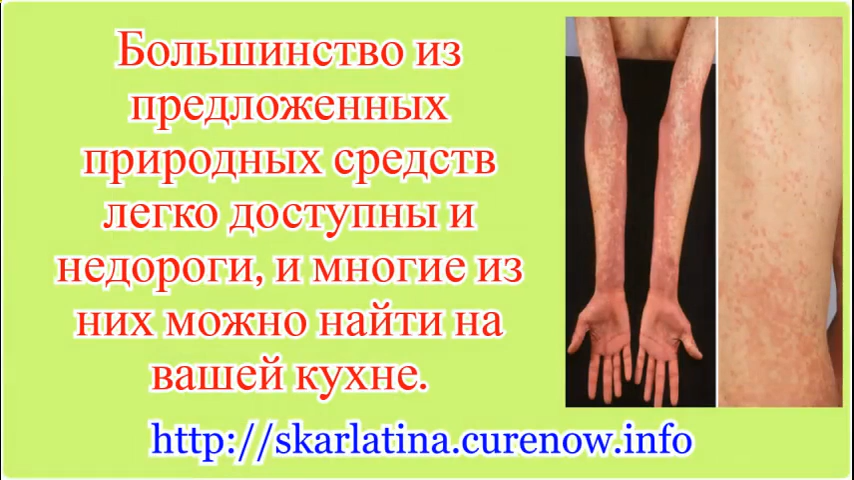 Большинство из
предложенных
природных средств
легко доступны и
недороги, и многие из
них можно найти на
вашей кухне.
http://skarlatina.curenow.info